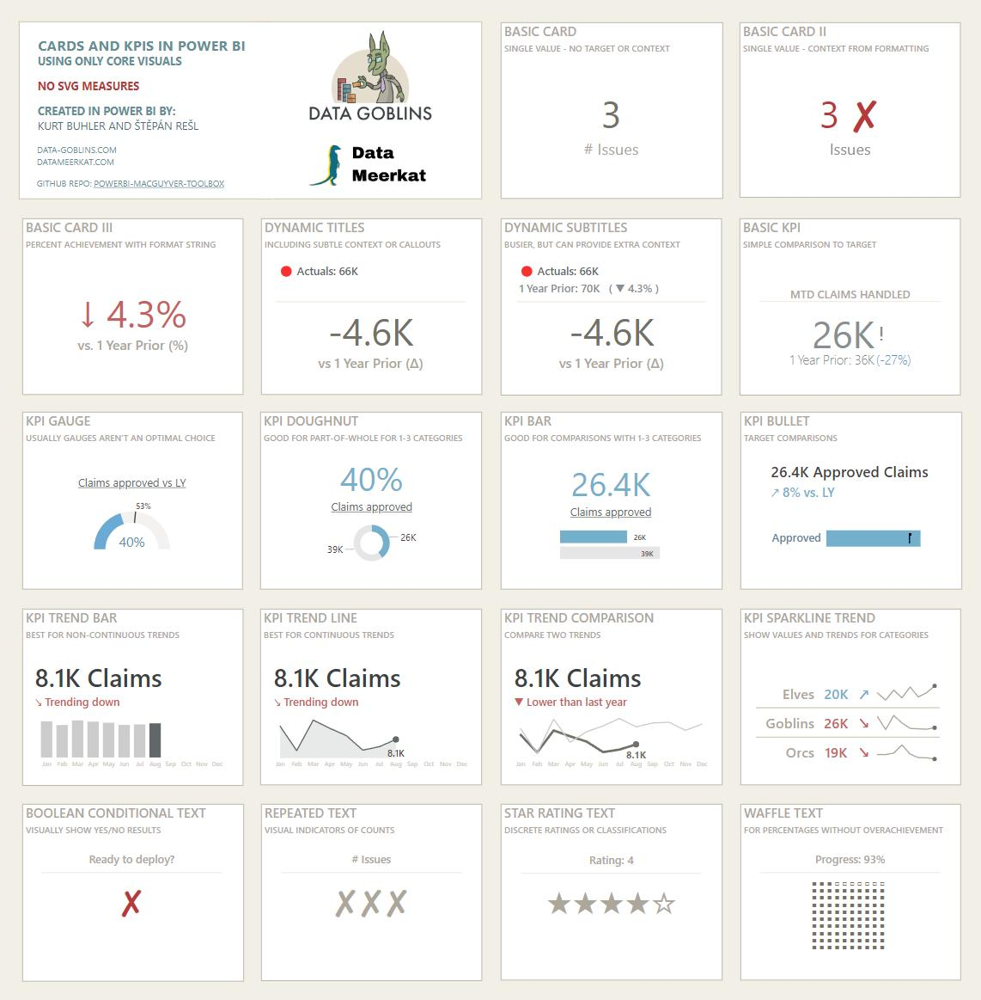 CARDS AND KPIS IN POWER BI
USING ONLY CORE VISUALS
NO SVG MEASURES
CREATED IN POWER BI BY:
KURT BUHLER AND ŠTĚPÁN REŠL
DATA-GOBLINS.COM
DATAMEERKAT.COM
GITHUB REPO: POWERBI-MACGUYVER-TOOLBOX
DATA GOBLINS
Data
Meerkat
BASIC CARD
SINGLE VALUE - NO TARGET OR CONTEXT
3
# Issues
BASIC CARD II
SINGLE VALUE - CONTEXT FROM FORMATTING
3 ✗
Issues
BASIC CARD III
PERCENT ACHIEVEMENT WITH FORMAT STRING
↓ 4.3%
vs. 1 Year Prior (%)
DYNAMIC TITLES
INCLUDING SUBTLE CONTEXT OR CALLOUTS
Actuals: 66K
-4.6K
vs 1 Year Prior (Δ)
DYNAMIC SUBTITLES
BUSIER, BUT CAN PROVIDE EXTRA CONTEXT
Actuals: 66K
1 Year Prior: 70K ( ▼ 4.3% )
-4.6K
vs 1 Year Prior (Δ)
BASIC KPI
SIMPLE COMPARISON TO TARGET
MTD CLAIMS HANDLED
26K !
1 Year Prior: 36K (-27%)
KPI GAUGE
USUALLY GAUGES AREN'T AN OPTIMAL CHOICE
Claims approved vs LY
53%
40%
KPI DOUGHNUT
GOOD FOR PART-OF-WHOLE FOR 1-3 CATEGORIES
40%
Claims approved
26K
39K
KPI BAR
GOOD FOR COMPARISONS WITH 1-3 CATEGORIES
26.4K
Claims approved
26K
39K
KPI BULLET
TARGET COMPARISONS
26.4K Approved Claims
↗ 8% vs. LY
Approved
KPI TREND BAR
BEST FOR NON-CONTINUOUS TRENDS
8.1K Claims
↘ Trending down
Jan Feb Mar Apr May Jun Jul Aug Sep Oct Nov Dec
KPI TREND LINE
BEST FOR CONTINUOUS TRENDS
8.1K Claims
↘ Trending down
8.1K
Jan Feb Mar Apr May Jun Jul Aug Sep Oct Nov Dec
KPI TREND COMPARISON
COMPARE TWO TRENDS
8.1K Claims
▼ Lower than last year
8.1K
Jan Feb Mar Apr May Jun Jul Aug Sep Oct Nov Dec
KPI SPARKLINE TREND
SHOW VALUES AND TRENDS FOR CATEGORIES
Elves 20K ↗
Goblins 26K ↘
Orcs 19K ↘
BOOLEAN CONDITIONAL TEXT
VISUALLY SHOW YES/NO RESULTS
Ready to deploy?
✗
REPEATED TEXT
VISUAL INDICATORS OF COUNTS
# Issues
✗✗✗
STAR RATING TEXT
DISCRETE RATINGS OR CLASSIFICATIONS
Rating: 4
★★★★☆
WAFFLE TEXT
FOR PERCENTAGES WITHOUT OVERACHIEVEMENT
Progress: 93%